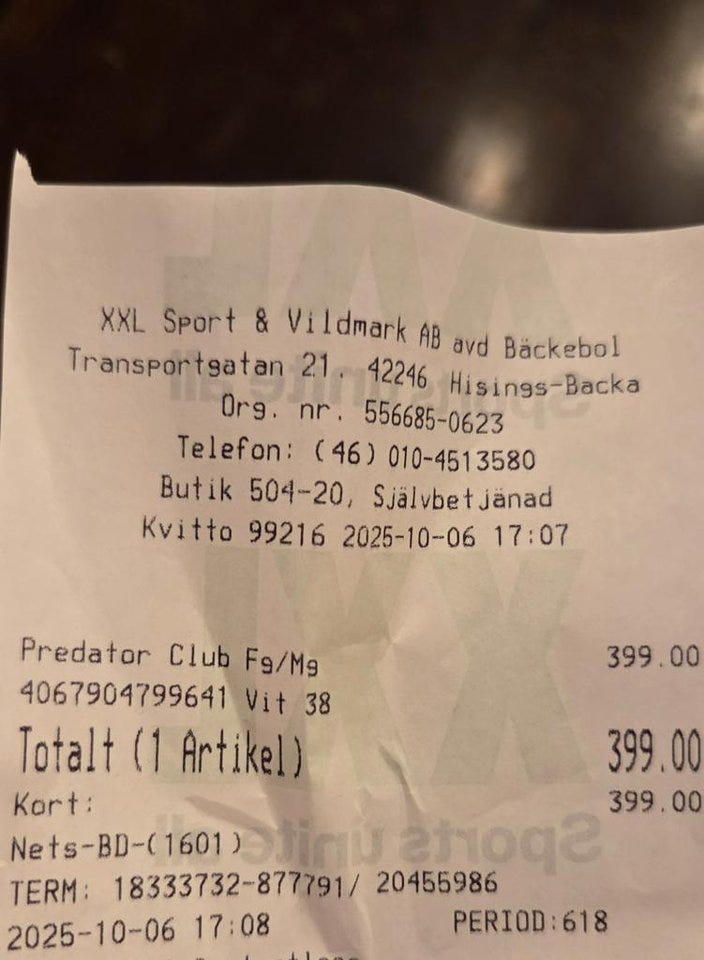 XXL Sport & Vildmark AB avd Bäckebol
Transportgatan 21. 42246 Hisings-Backa
Org. nr. 556685-0623
Telefon: (46) 010-4513580
Butik 504-20, Självbetjänad
Kvitto 99216 2025-10-06 17:07
Predator Club Fg/Mg 399.00
4067904799641 Vit 38
Totalt (1 Artikel) 399.00
Kort: 399.00
Nets-BD-(1601)
TERM: 18333732-877791/ 20455986
2025-10-06 17:08 PERIOD:618